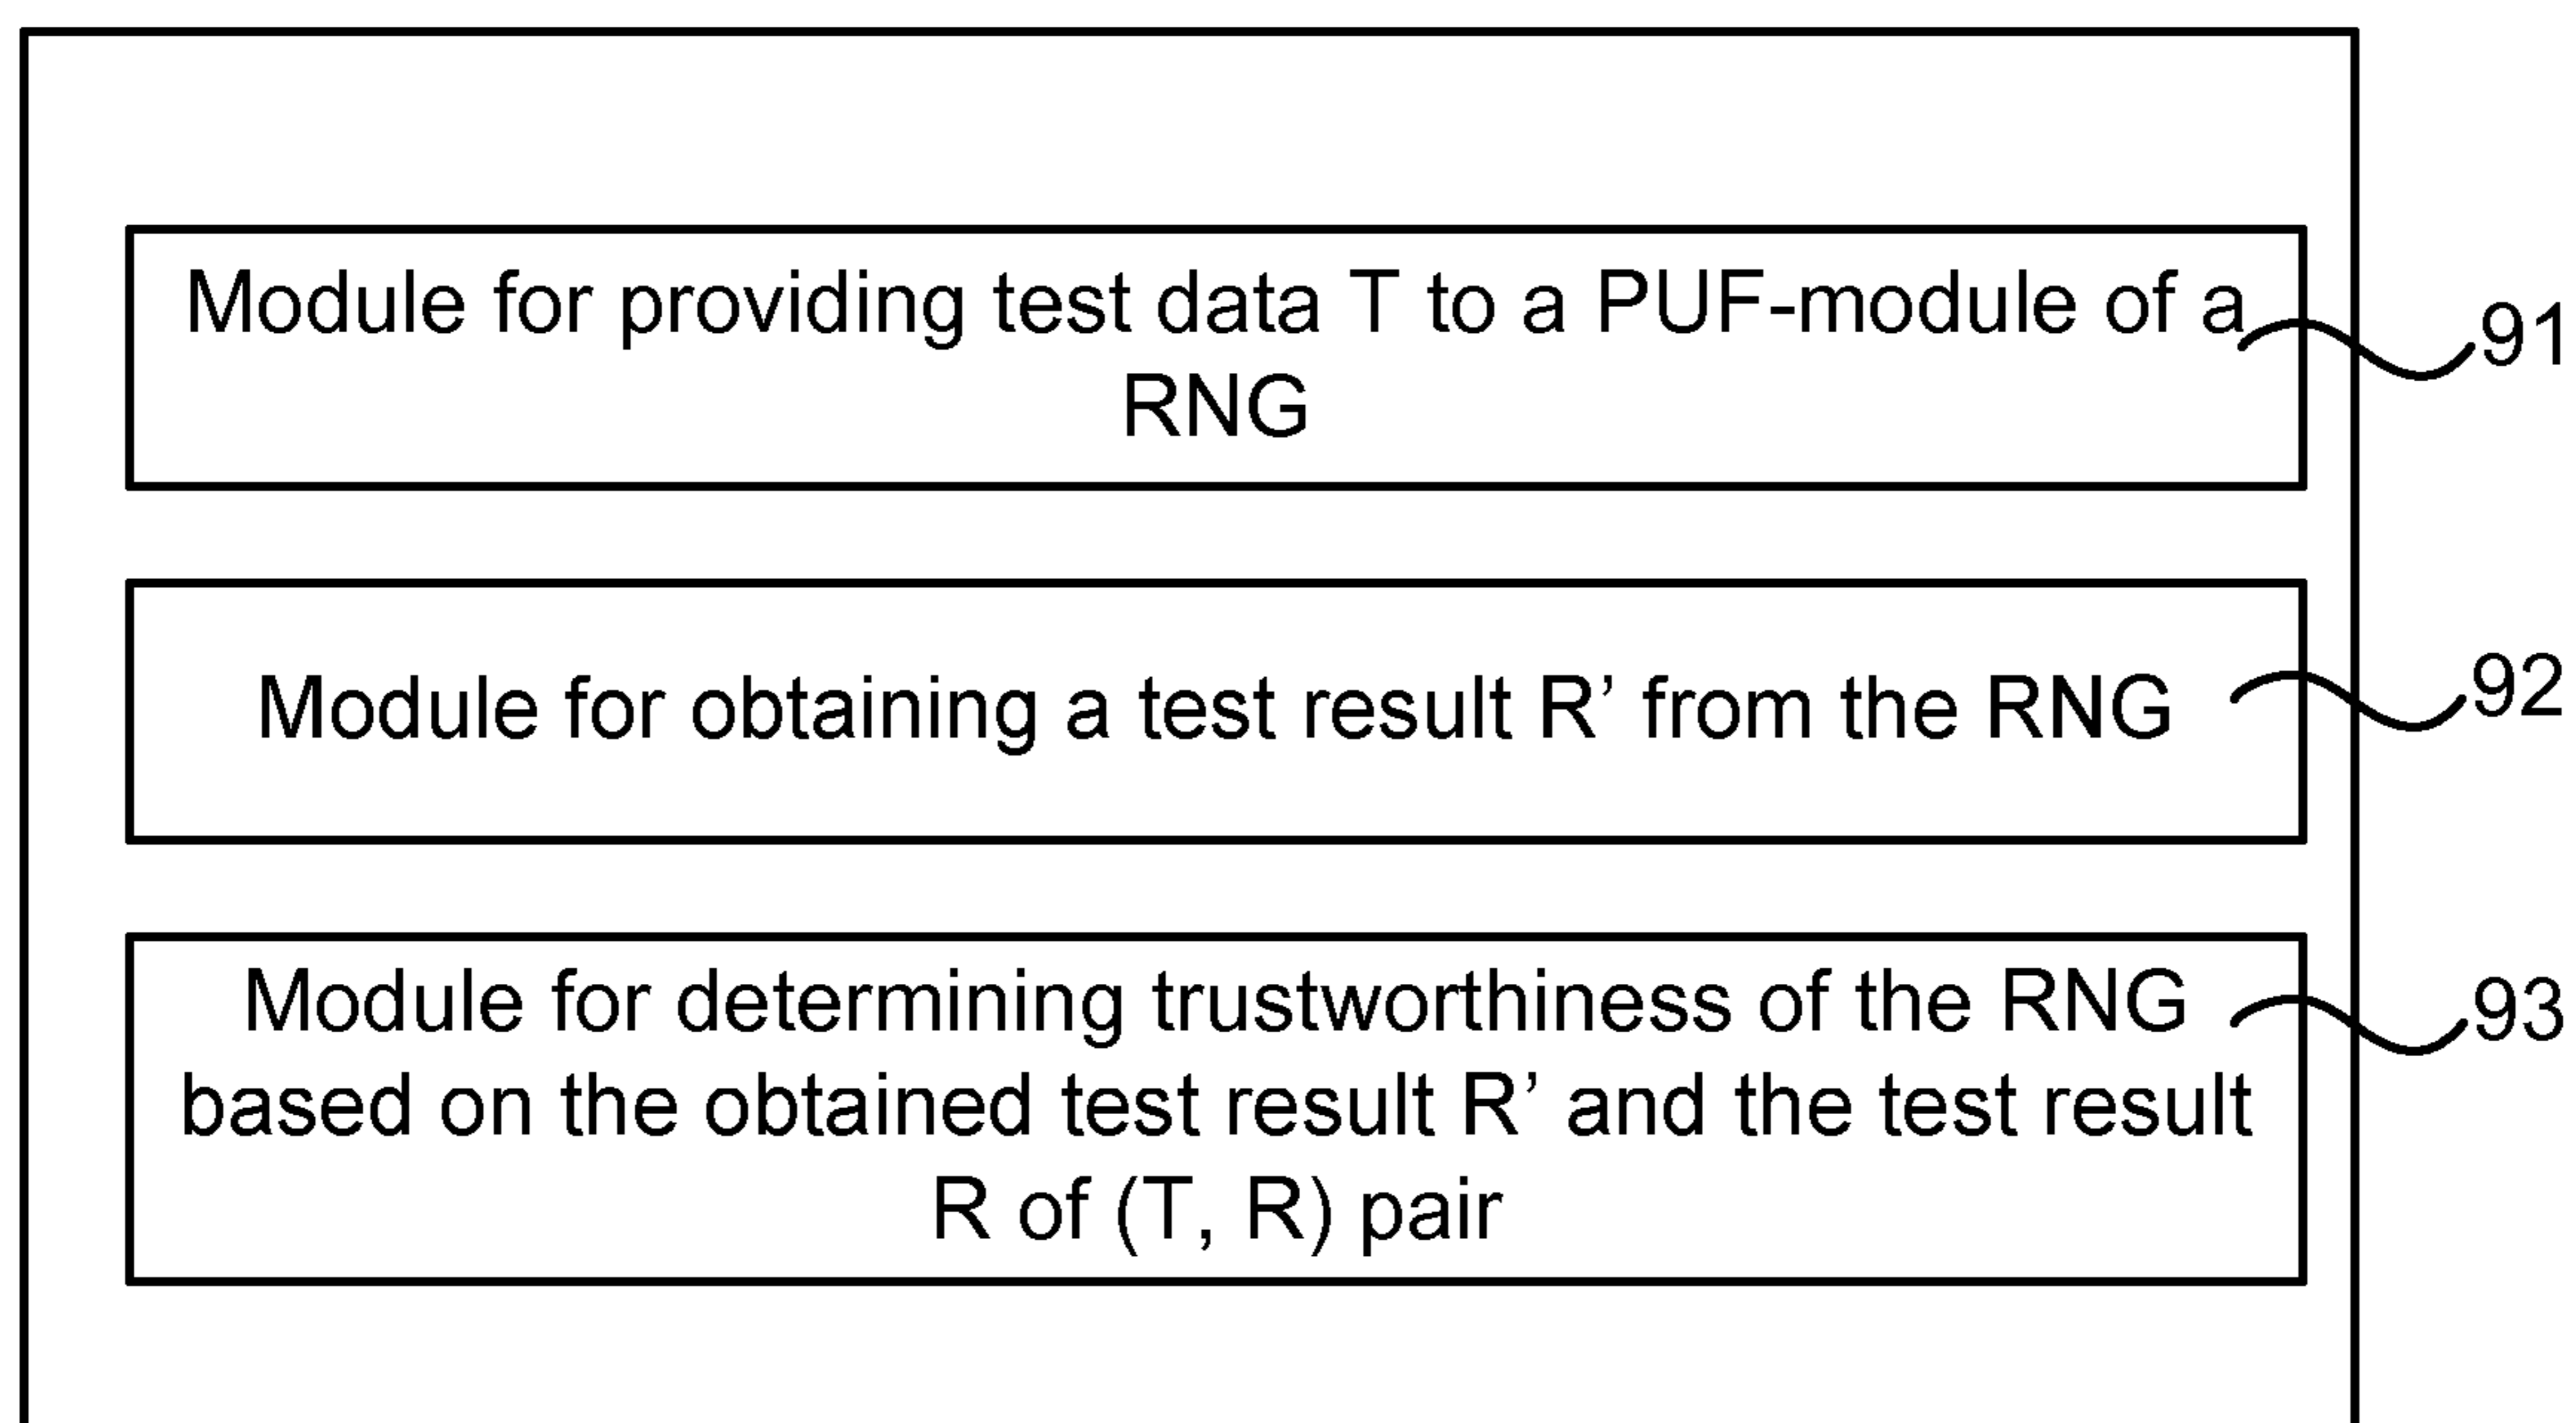 Module for providing test data T to a PUF-module of a
RNG
91
Module for obtaining a test result R’ from the RNG
92
Module for determining trustworthiness of the RNG
based on the obtained test result R’ and the test result
R of (T, R) pair
93